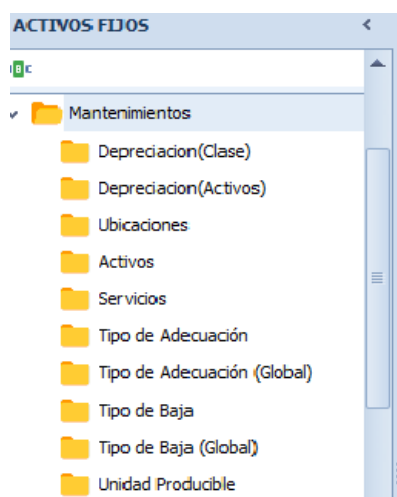 ACTIVOS FIJOS
Mantenimientos
Depreciacion(Clase)
Depreciacion(Activos)
Ubicaciones
Activos
Servicios
Tipo de Adecuación
Tipo de Adecuación (Global)
Tipo de Baja
Tipo de Baja (Global)
Unidad Producible